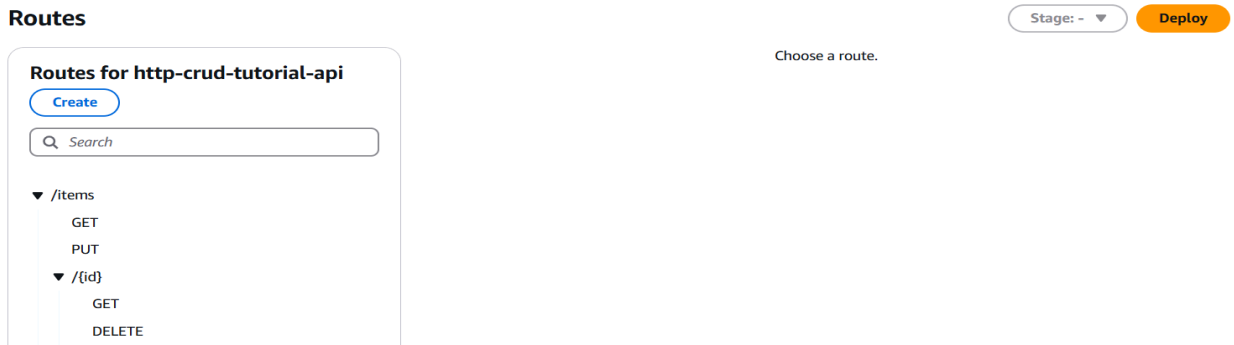 Routes
Stage: -
Deploy
Routes for http-crud-tutorial-api
Create
Search
/items
GET
PUT
/{id}
GET
DELETE
Choose a route.